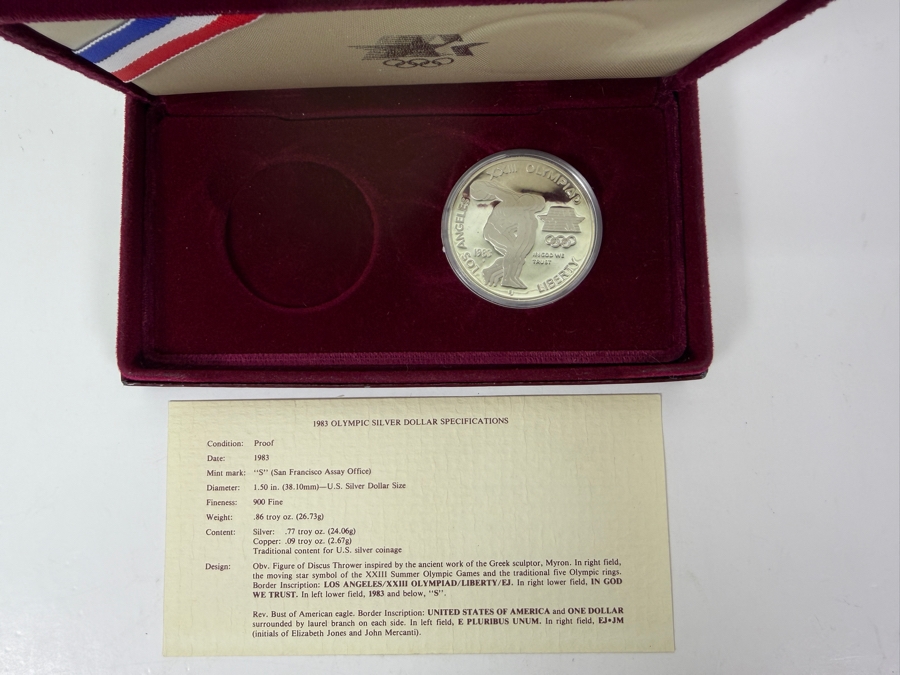 XXIII OLYMPIAD
LOS ANGELES
1983
IN GOD WE
TRUST
LIBERTY
1983 OLYMPIC SILVER DOLLAR SPECIFICATIONS
Condition: Proof
Date: 1983
Mint mark: "S" (San Francisco Assay Office)
Diameter: 1.50 in. (38.10mm)—U.S. Silver Dollar Size
Fineness: 900 Fine
Weight: .86 troy oz. (26.73g)
Content: Silver: .77 troy oz. (24.06g)
Copper: .09 troy oz. (2.67g)
Traditional content for U.S. silver coinage
Design: Obv. Figure of Discus Thrower inspired by the ancient work of the Greek sculptor, Myron. In right field,
the moving star symbol of the XXIII Summer Olympic Games and the traditional five Olympic rings.
Border Inscription: LOS ANGELES/XXIII OLYMPIAD/LIBERTY/EJ. In right lower field, IN GOD
WE TRUST. In left lower field, 1983 and below, "S".
Rev. Bust of American eagle. Border Inscription: UNITED STATES OF AMERICA and ONE DOLLAR
surrounded by laurel branch on each side. In left field, E PLURIBUS UNUM. In right field, EJ•JM
(initials of Elizabeth Jones and John Mercanti).